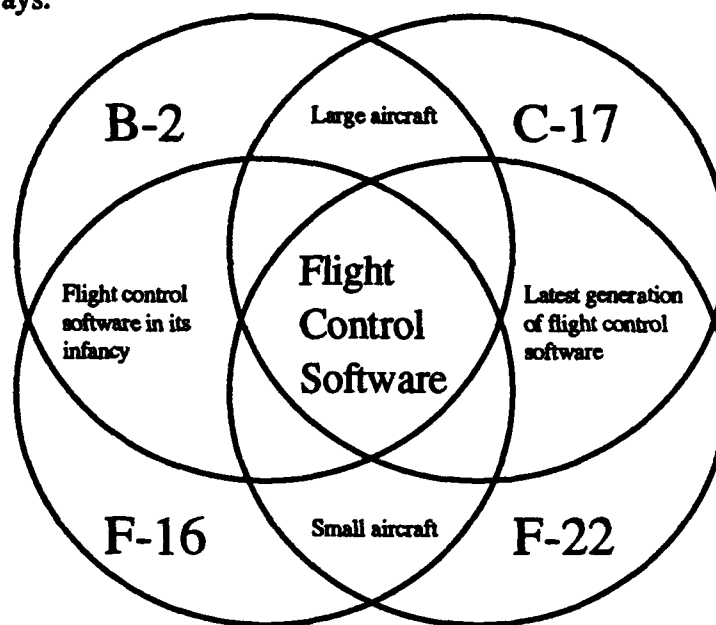 ays.
B-2
Large aircraft
C-17
Flight control
software in its
infancy
Flight
Control
Software
Latest generation
of flight control
software
F-16
Small aircraft
F-22